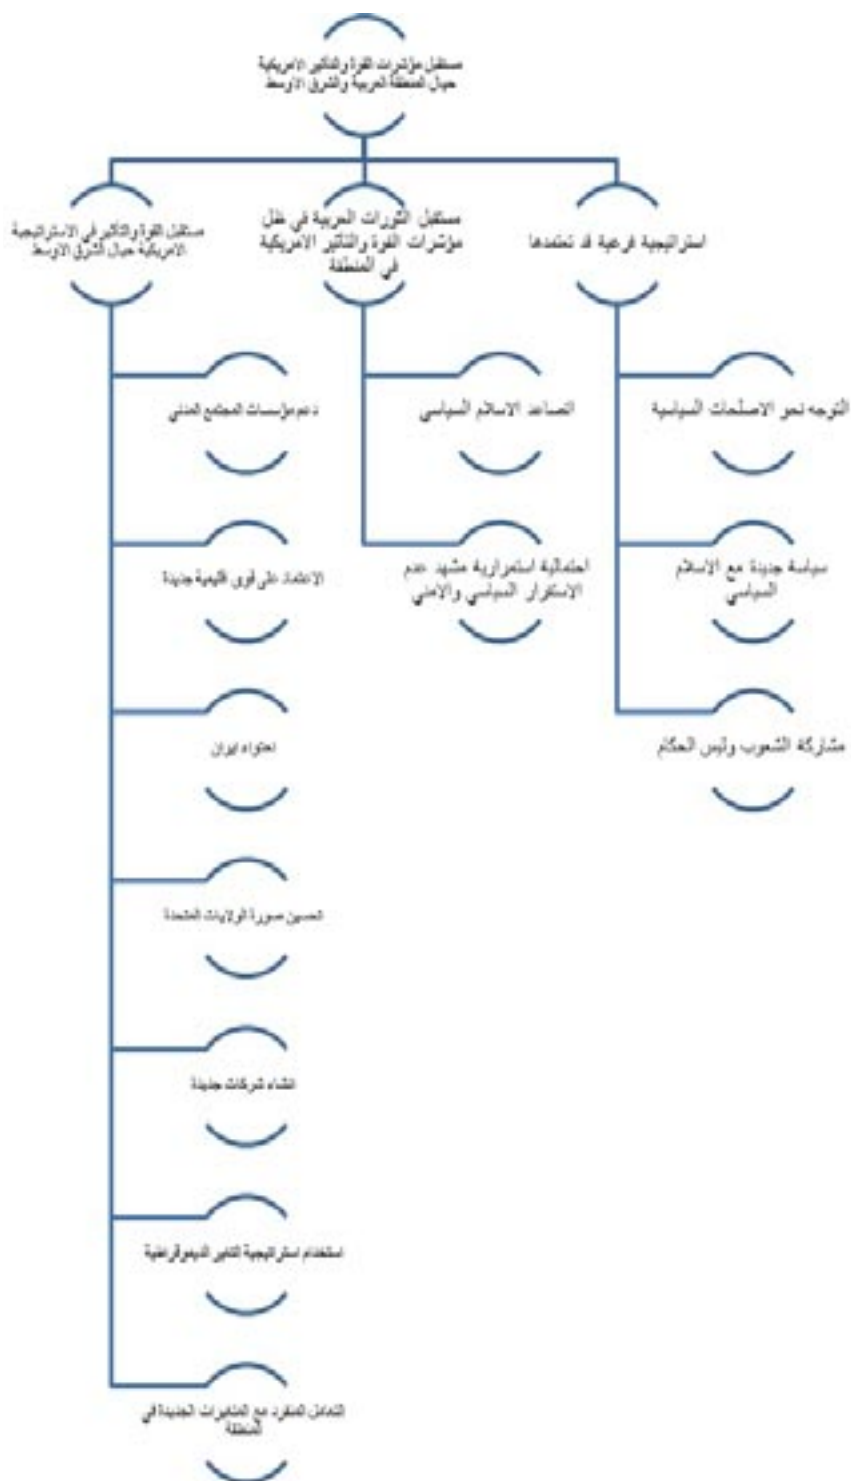 مستقبل مؤشرات القوة والتأثير الامريكية
حيال المنطقة العربية والشرق الاوسط
استراتيجية فرعية قد تعتمدها
مستقبل الثورات العربية في ظل
مؤشرات القوة والتأثير الامريكية
في المنطقة
مستقبل القوة والتأثير في الاستراتيجية
الامريكية حيال الشرق الاوسط
التوجه نحو الاصلحات السياسية
سياسة جديدة مع الاسلام
السياسي
مشاركة الشعوب وليس الحكام
اتصاعد الاسلام السياسي
احتمالية استمرارية مشهد عدم
الاستقرار السياسي والامني
دعم مؤسسات المجتمع المدني
الاعتماد على قوى اقليمية جديدة
احتواء ايران
تحسين صورة الولايات المتحدة
انشاء شركات جديدة
استخدام استراتيجية التاثير الديموقراطية
التعامل المنفرد مع المتغيرات الجديدة في
المنطقة